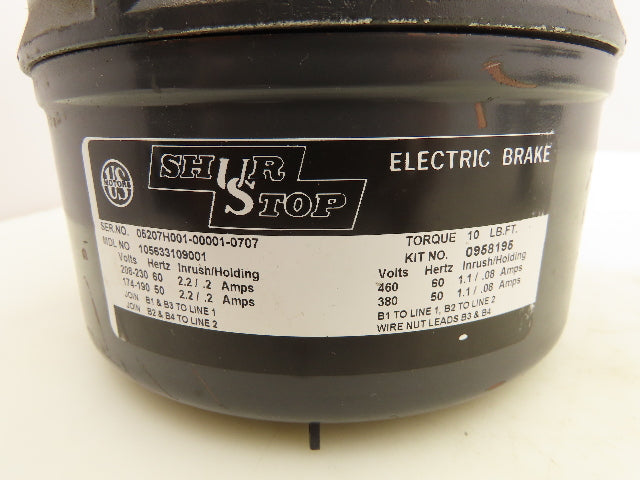 US
MOTORS
SHUR
STOP
ELECTRIC BRAKE
SER.NO. 05207H001-00001-0707
MDL NO 105633109001
Volts Hertz Inrush/Holding
208-230 60 2.2 / .2 Amps
174-190 50 2.2 / .2 Amps
JOIN B1 & B3 TO LINE 1
JOIN B2 & B4 TO LINE 2
TORQUE 10 LB.FT.
KIT NO. 0958195
Volts Hertz Inrush/Holding
460 60 1.1 / .08 Amps
380 50 1.1 / .08 Amps
B1 TO LINE 1, B2 TO LINE 2
WIRE NUT LEADS B3 & B4